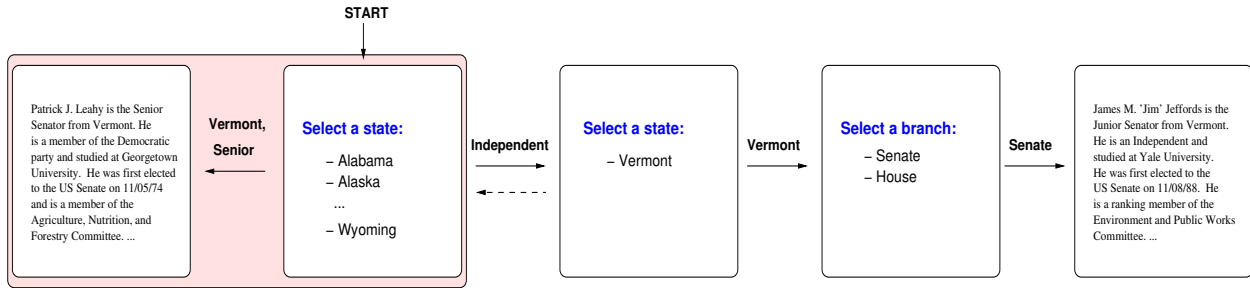 START
Patrick J. Leahy is the Senior
Senator from Vermont. He
is a member of the Democratic
party and studied at Georgetown
University. He was first elected
to the US Senate on 11/05/74
and is a member of the
Agriculture, Nutrition, and
Forestry Committee. ...
Vermont,
Senior
Select a state:
– Alabama
– Alaska
...
– Wyoming
Independent
Select a state:
– Vermont
Vermont
Select a branch:
– Senate
– House
Senate
James M. 'Jim' Jeffords is the
Junior Senator from Vermont.
He is an Independent and
studied at Yale University.
He was first elected to the
US Senate on 11/08/88. He
is a ranking member of the
Environment and Public Works
Committee. ...